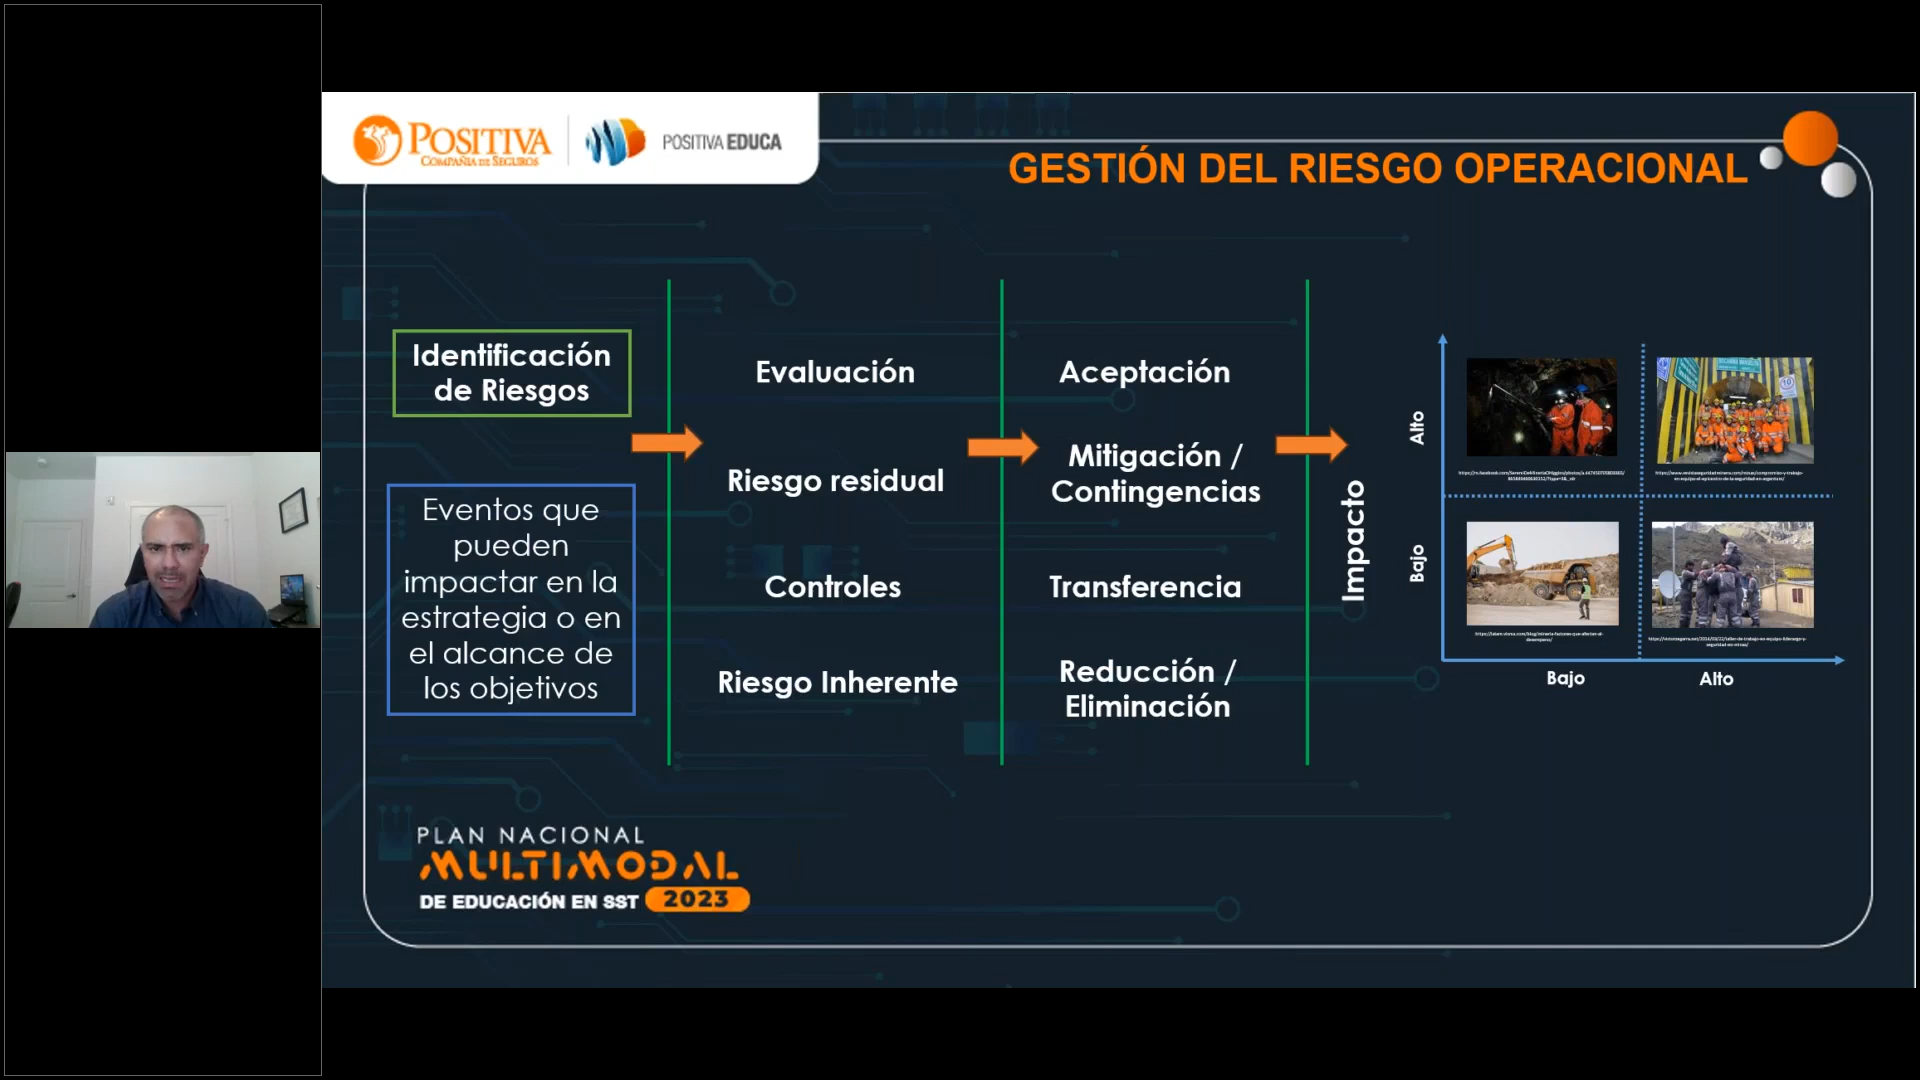 POSITIVA
COMPAÑÍA DE SEGUROS
POSITIVA EDUCA
GESTIÓN DEL RIESGO OPERACIONAL
Identificación
de Riesgos
Eventos que
pueden
impactar en la
estrategia o en
el alcance de
los objetivos
Evaluación
Riesgo residual
Controles
Riesgo Inherente
Aceptación
Mitigación /
Contingencias
Transferencia
Reducción /
Eliminación
Impacto
Alto
Bajo
Bajo
Alto
PLAN NACIONAL
MULTIMODAL
DE EDUCACIÓN EN SST 2023